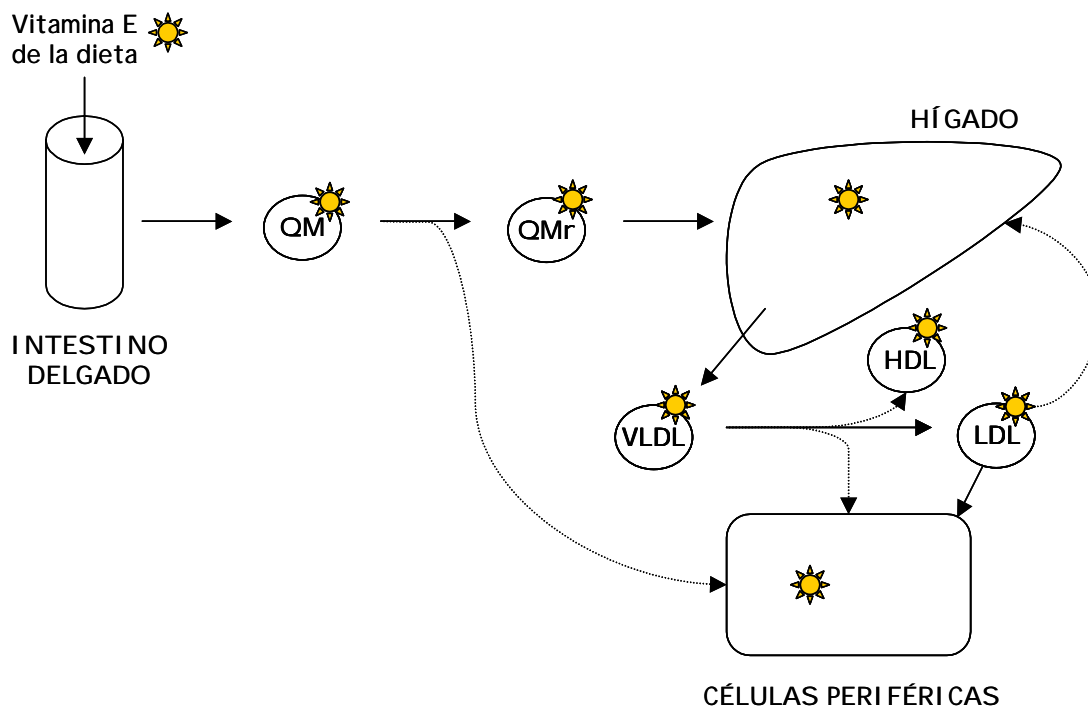 Vitamina E
de la dieta
HÍGADO
QM
QMr
INTESTINO
DELGADO
HDL
VLDL
LDL
CÉLULAS PERIFÉRICAS